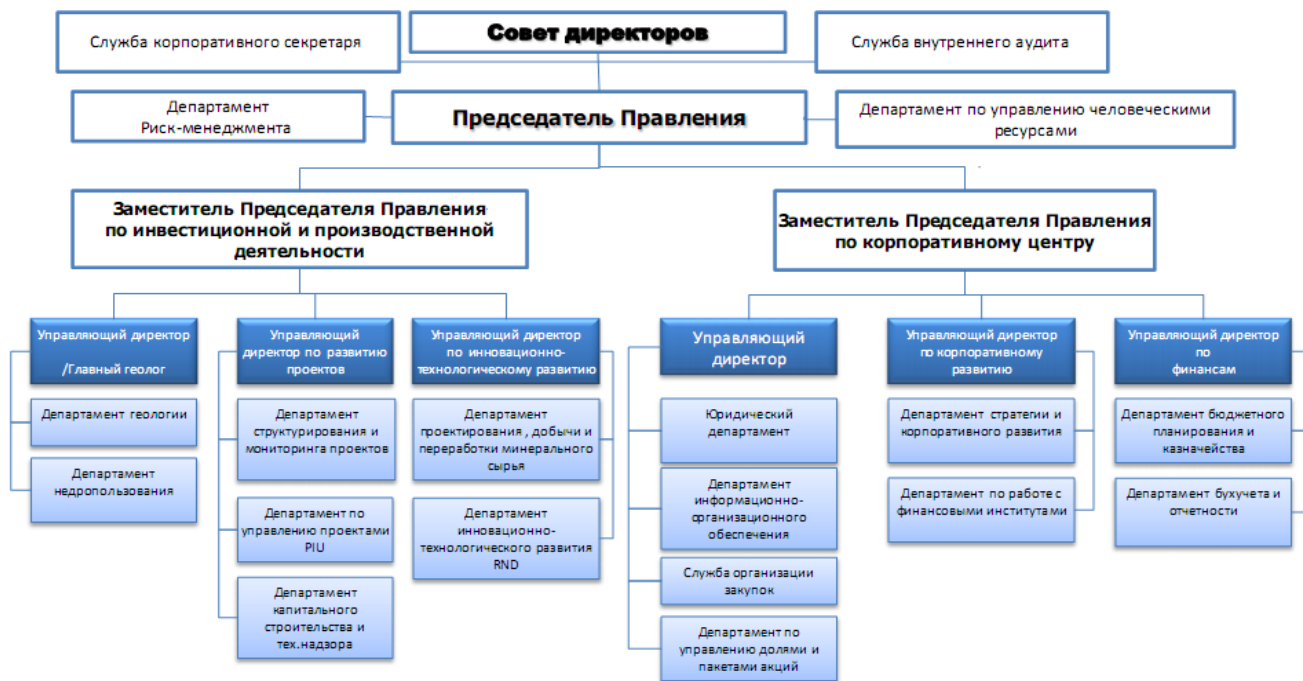 Служба корпоративного секретаря
Совет директоров
Служба внутреннего аудита
Департамент
Риск-менеджмента
Председатель Правления
Департамент по управлению человеческими
ресурсами
Заместитель Председателя Правления
по инвестиционной и производственной
деятельности
Заместитель Председателя Правления
по корпоративному центру
Управляющий директор
/Главный геолог
Департамент геологии
Департамент
недропользования
Управляющий
директор по развитию
проектов
Департамент
структурирования и
мониторинга проектов
Департамент по
управлению проектами
PIU
Департамент
капитального
строительства и
тех.надзора
Управляющий директор
по инновационно-
технологическому развитию
Департамент
проектирования , добычи и
переработки минерального
сырья
Департамент
инновационно-
технологического развития
RND
Управляющий
директор
Юридический
департамент
Департамент
информационно-
организационного
обеспечения
Служба организации
закупок
Департамент по
управлению долями и
пакетами акций
Управляющий директор
по корпоративному
развитию
Департамент стратегии и
корпоративного развития
Департамент по работе с
финансовыми институтами
Управляющий директор
по
финансам
Департамент бюджетного
планирования и
казначейства
Департамент бухучета и
отчетности